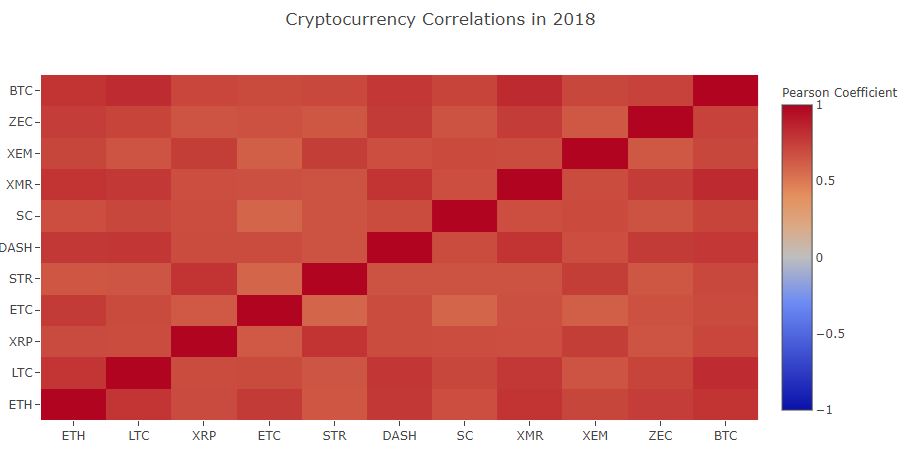 Cryptocurrency Correlations in 2018
Pearson Coefficient
BTC
ZEC
XEM
XMR
SC
DASH
STR
ETC
XRP
LTC
ETH
ETH LTC XRP ETC STR DASH SC XMR XEM ZEC BTC
1
0.5
0
−0.5
−1